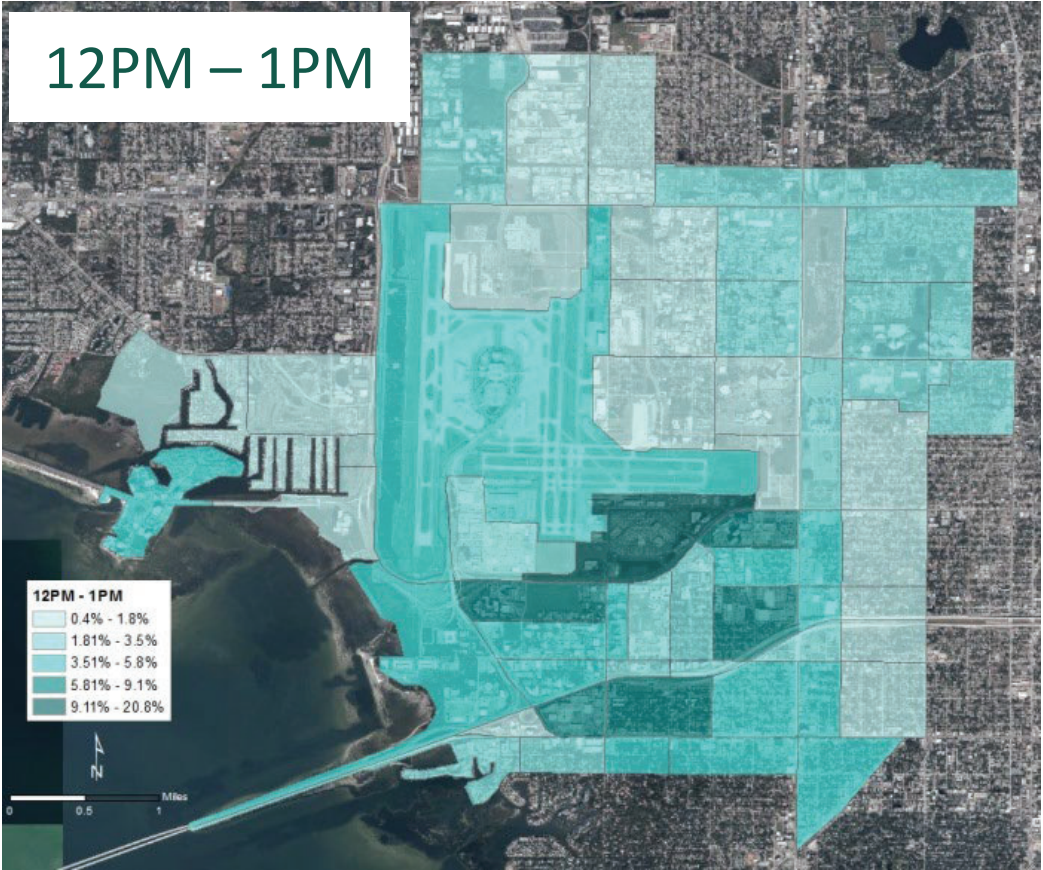 12PM – 1PM
12PM - 1PM
0.4% - 1.8%
1.81% - 3.5%
3.51% - 5.8%
5.81% - 9.1%
9.11% - 20.8%
N
Miles
0 0.5 1